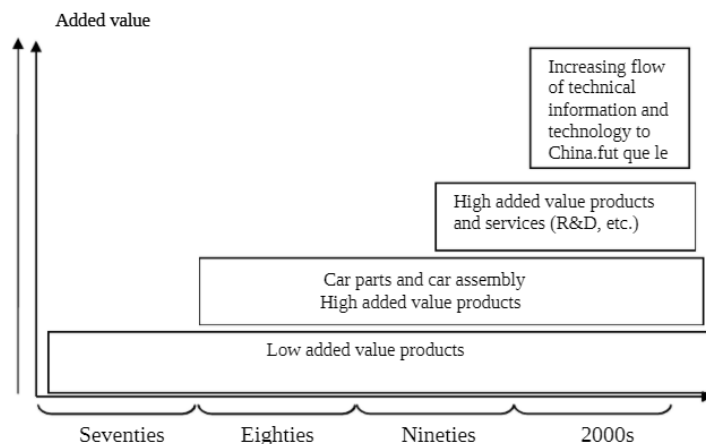 Added value
Increasing flow
of technical
information and
technology to
China.fut que le
High added value products
and services (R&D, etc.)
Car parts and car assembly
High added value products
Low added value products
Seventies
Eighties
Nineties
2000s